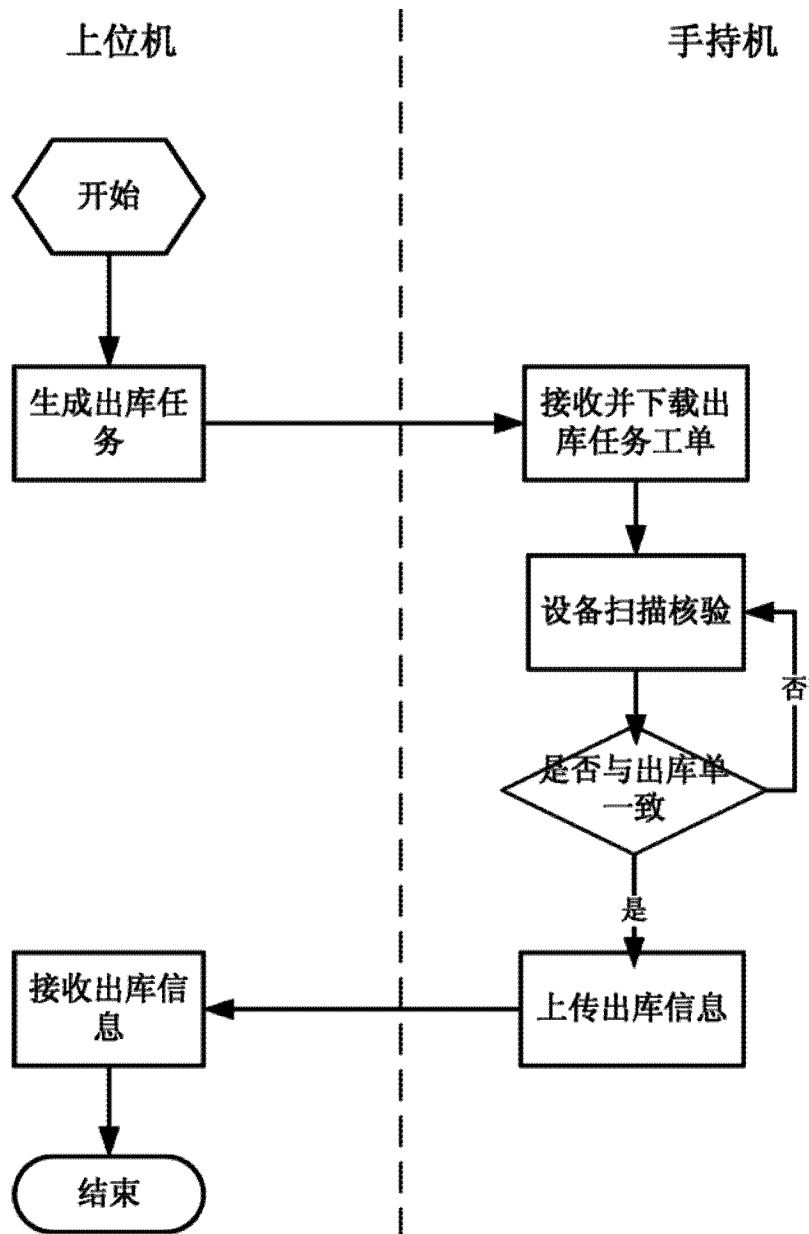 上位机
手持机
开始
生成出库任
务
接收并下载出
库任务工单
设备扫描核验
否
是否与出库单
一致
是
接收出库信
息
上传出库信息
结束